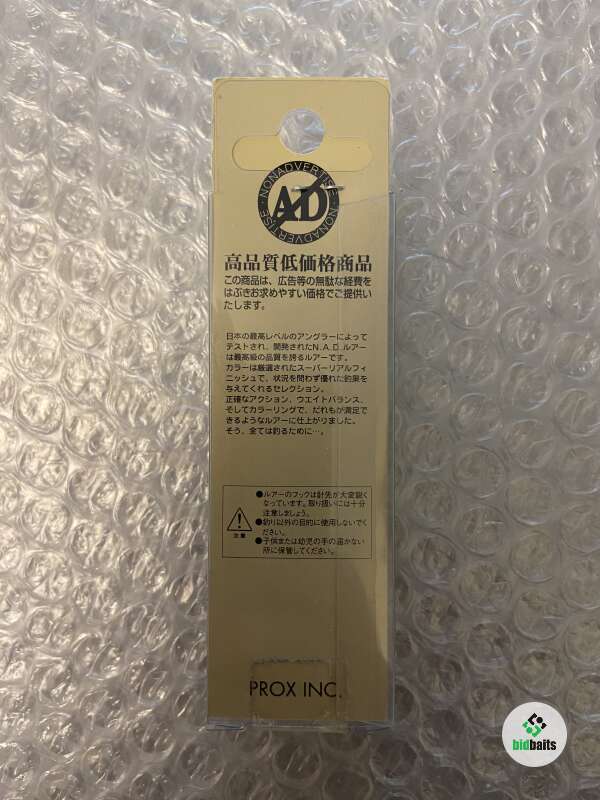 NONADVERTISE
AD
NONADVERTISE
高品質低価格商品
この商品は、広告等の無駄な経費を
はぶきお求めやすい価格でご提供い
たします。
日本の最高レベルのアングラーによって
テストされ、開発されたN.A.D.ルアー
は最高級の品質を誇るルアーです。
カラーは厳選されたスーパーリアルフィ
ニッシュで、状況を問わず優れた釣果を
与えてくれるセレクション。
正確なアクション、ウエイトバランス、
そしてカラーリングで、だれもが満足で
きるようなルアーに仕上がりました。
そう、全ては釣るために…。
●ルアーのフックは針先が大変鋭く
なっています。取り扱いには十分
注意しましょう。
●釣り以外の目的に使用しないでく
ださい。
●子供または幼児の手の届かない
所に保管してください。
注意
PROX INC.
bidbaits